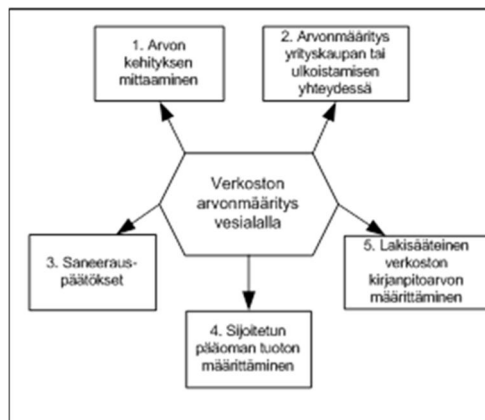 1. Arvon
kehityksen
mittaaminen
2. Arvonmääritys
yrityskaupan tai
ulkoistamisen
yhteydessä
Verkoston
arvonmääritys
vesialalla
3. Saneeraus-
päätökset
4. Sijoitetun
pääoman tuoton
määrittäminen
5. Lakisääteinen
verkoston
kirjanpitoarvon
määrittäminen